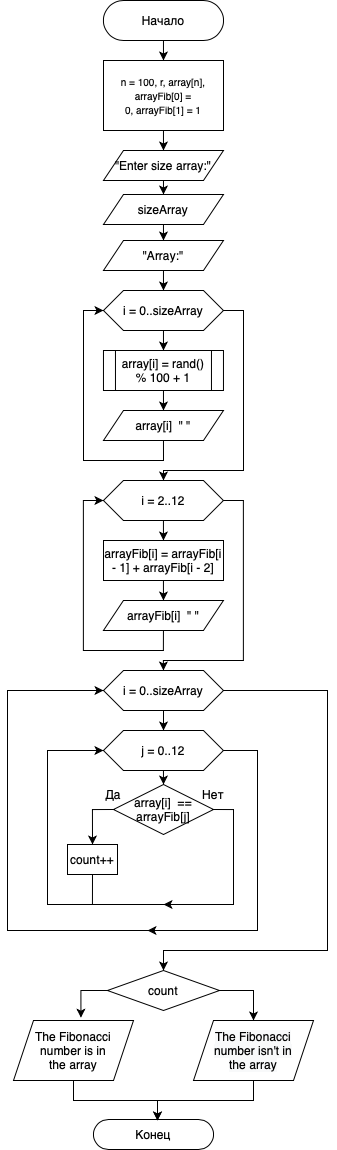 Начало
n = 100, r, array[n],
arrayFib[0] =
0, arrayFib[1] = 1
"Enter size array:"
sizeArray
"Array:"
i = 0..sizeArray
array[i] = rand()
% 100 + 1
array[i] " "
i = 2..12
arrayFib[i] = arrayFib[i
- 1] + arrayFib[i - 2]
arrayFib[i] " "
i = 0..sizeArray
j = 0..12
Да
Нет
array[i] ==
arrayFib[j]
count++
count
The Fibonacci
number is in
the array
The Fibonacci
number isn't in
the array
Конец